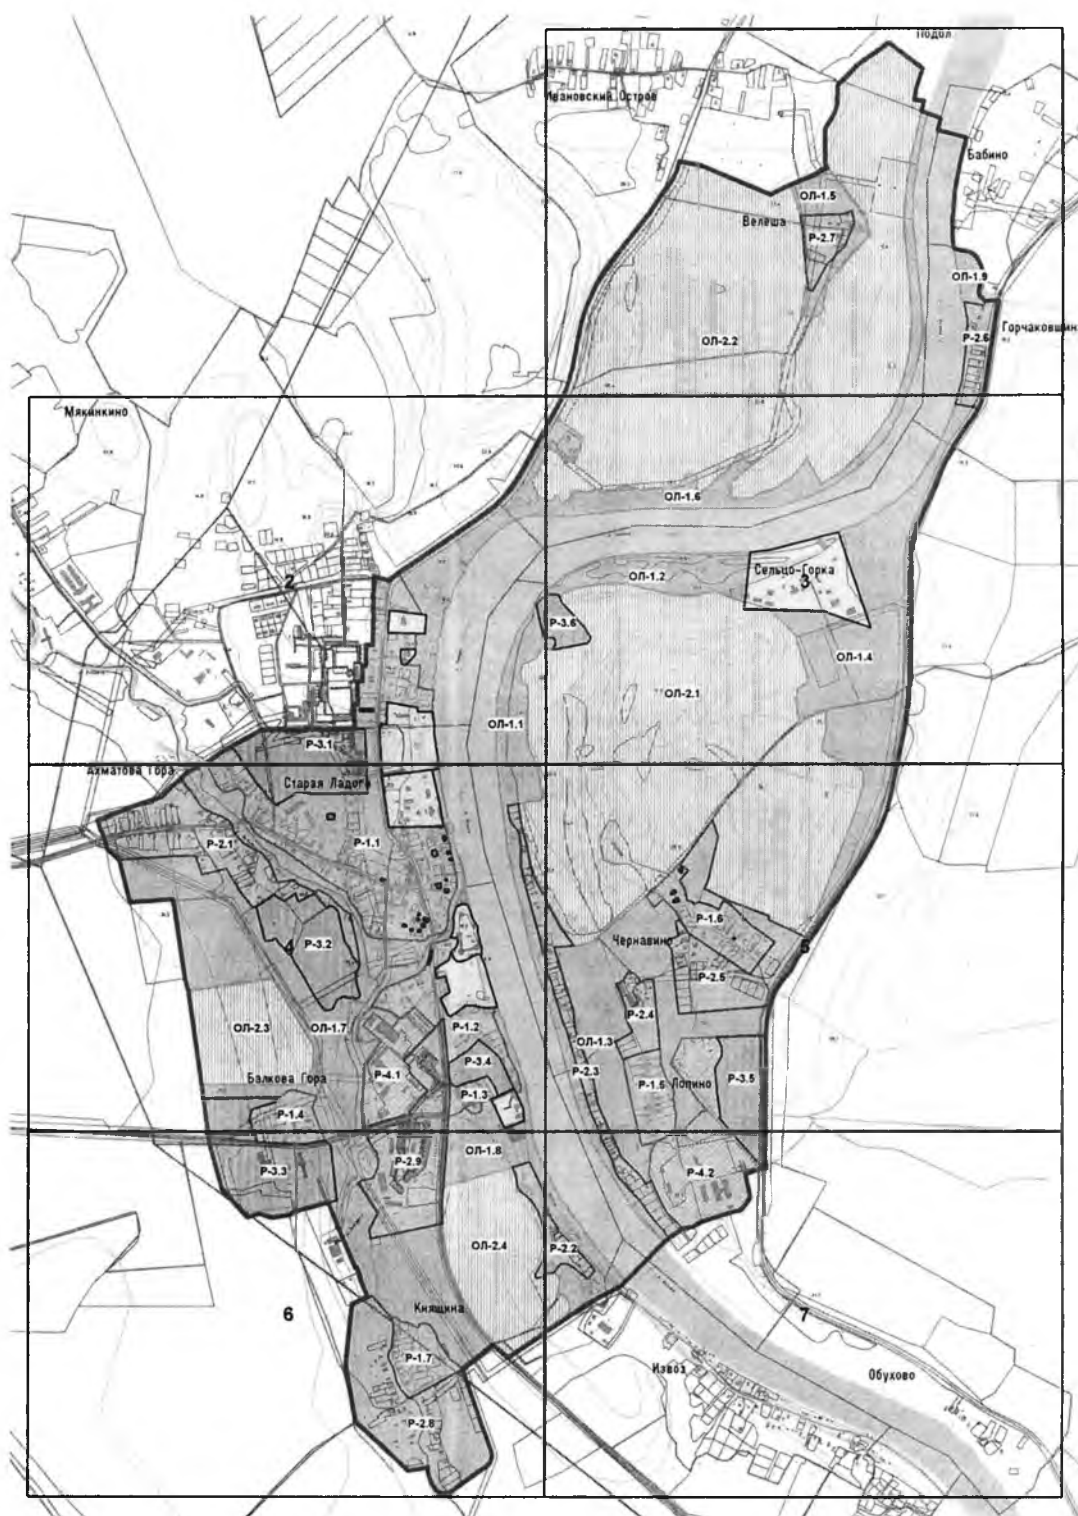 Подол
Ивановский Остров
Бабино
ОЛ-1.5
Велеша
Р-2.7
ОЛ-1.9
Горчаковщин
Р-2.6
ОЛ-2.2
Мякинкино
ОЛ-1.6
2
Сельцо-Горка
3
ОЛ-1.2
Р-3.6
ОЛ-1.4
ОЛ-2.1
ОЛ-1.1
Р-3.1
Ахматова Гора
Старая Ладога
Р-2.1
Р-1.1
Р-1.6
Чернавино
Р-3.2
4
5
Р-2.5
Р-2.4
ОЛ-2.3
ОЛ-1.7
Р-1.2
ОЛ-1.3
Р-3.4
Р-4.1
Р-2.3
Балкова Гора
Р-1.5
Лопино
Р-3.5
Р-1.3
Р-1.4
ОЛ-1.8
Р-2.9
Р-3.3
Р-4.2
ОЛ-2.4
Р-2.2
Княщина
6
7
Р-1.7
Извоз
Обухово
Р-2.8